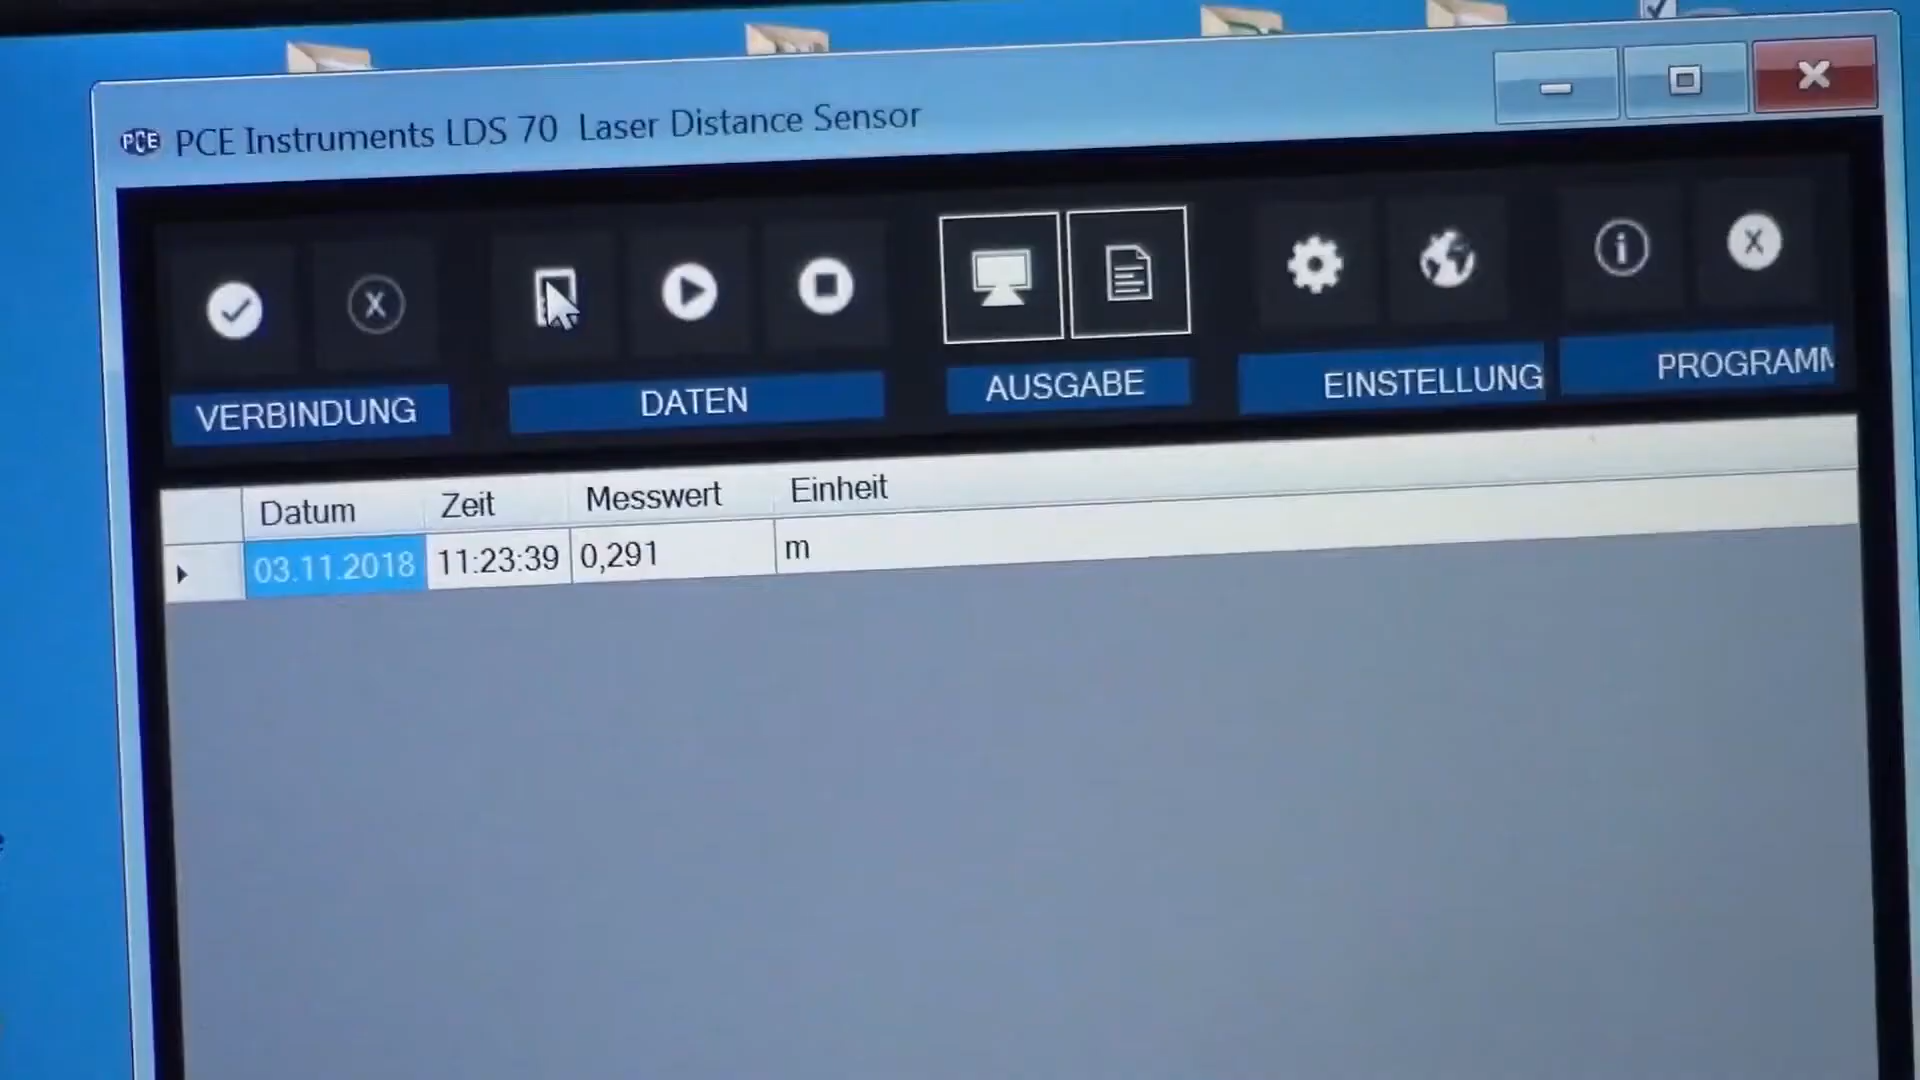 PCE PCE Instruments LDS 70 Laser Distance Sensor
VERBINDUNG DATEN AUSGABE EINSTELLUNG PROGRAMM
Datum Zeit Messwert Einheit
03.11.2018 11:23:39 0,291 m